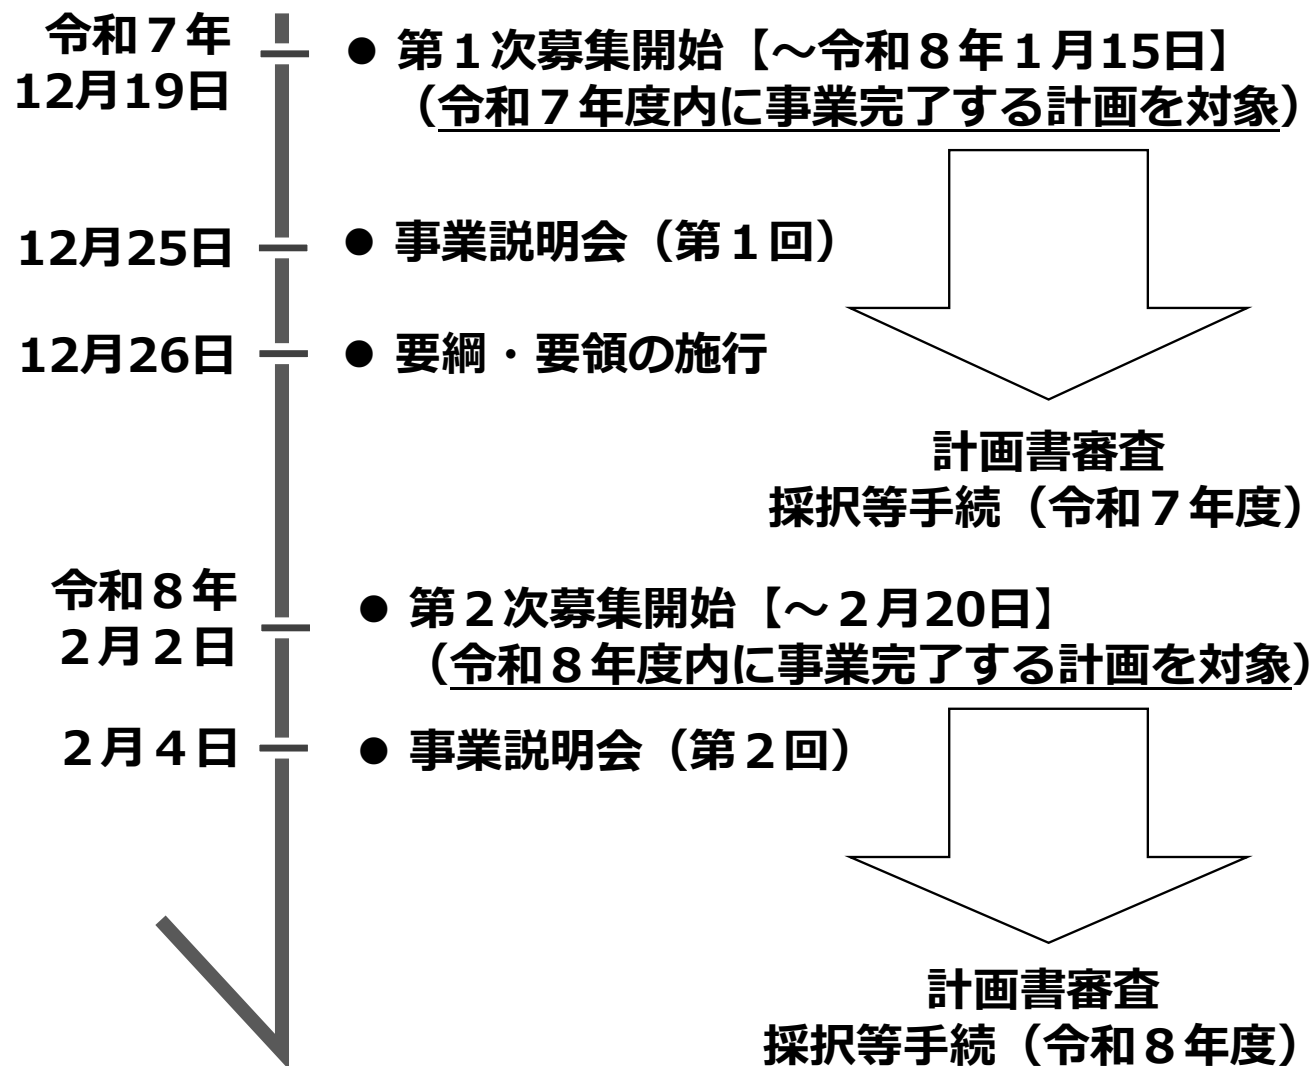 令和７年
12月19日
● 第１次募集開始【～令和８年１月15日】
（令和７年度内に事業完了する計画を対象）
12月25日
● 事業説明会（第１回）
12月26日
● 要綱・要領の施行
計画書審査
採択等手続（令和７年度）
令和８年
２月２日
● 第２次募集開始【～２月20日】
（令和８年度内に事業完了する計画を対象）
２月４日
● 事業説明会（第２回）
計画書審査
採択等手続（令和８年度）